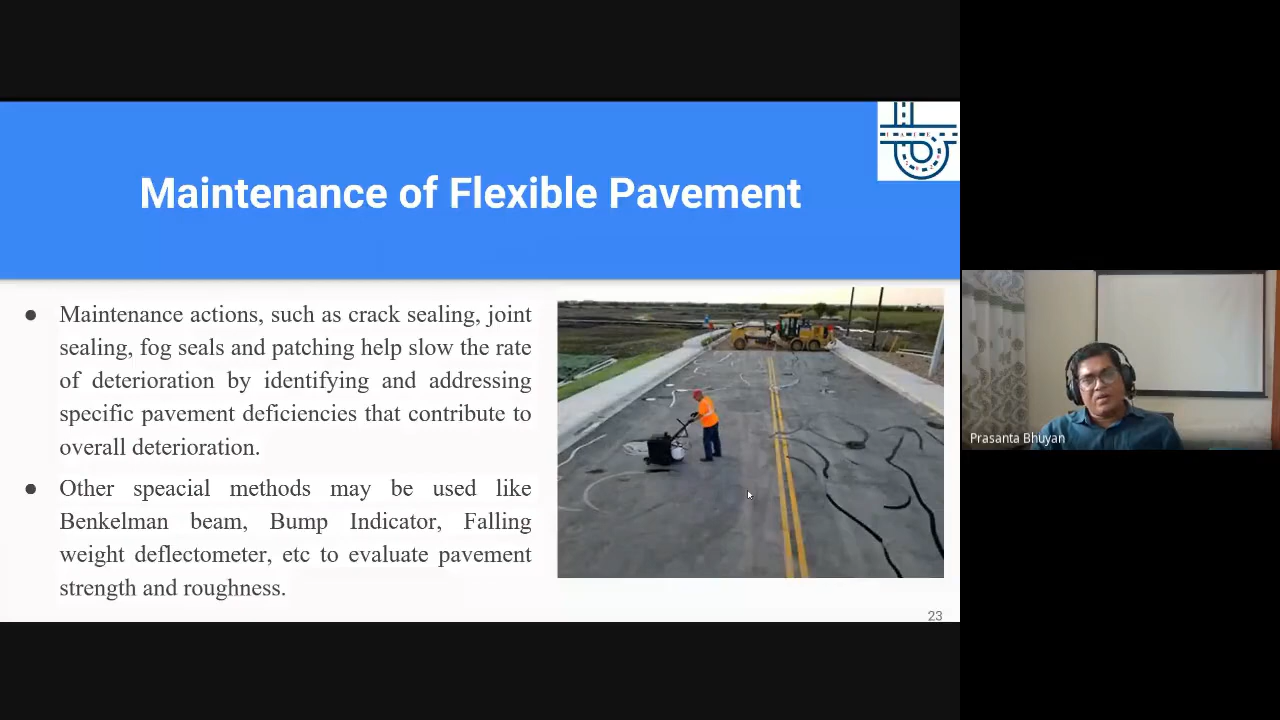 Maintenance of Flexible Pavement
● Maintenance actions, such as crack sealing, joint
sealing, fog seals and patching help slow the rate
of deterioration by identifying and addressing
specific pavement deficiencies that contribute to
overall deterioration.
● Other speacial methods may be used like
Benkelman beam, Bump Indicator, Falling
weight deflectometer, etc to evaluate pavement
strength and roughness.
23
Prasanta Bhuyan